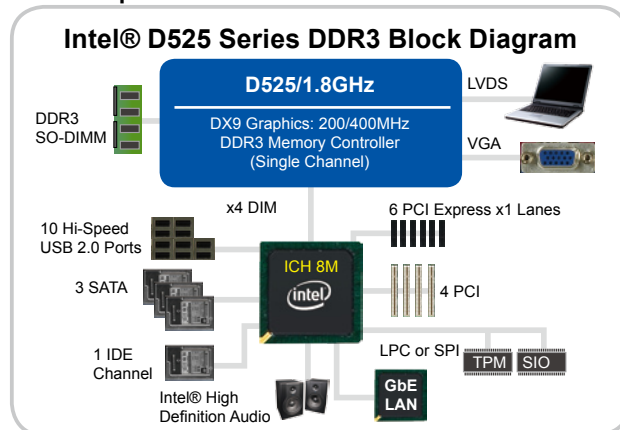 Intel® D525 Series DDR3 Block Diagram
D525/1.8GHz
DX9 Graphics: 200/400MHz
DDR3 Memory Controller
(Single Channel)
DDR3
SO-DIMM
LVDS
VGA
x4 DIM
10 Hi-Speed
USB 2.0 Ports
6 PCI Express x1 Lanes
ICH 8M
intel
3 SATA
4 PCI
1 IDE
Channel
LPC or SPI
TPM
SIO
Intel® High
Definition Audio
GbE
LAN